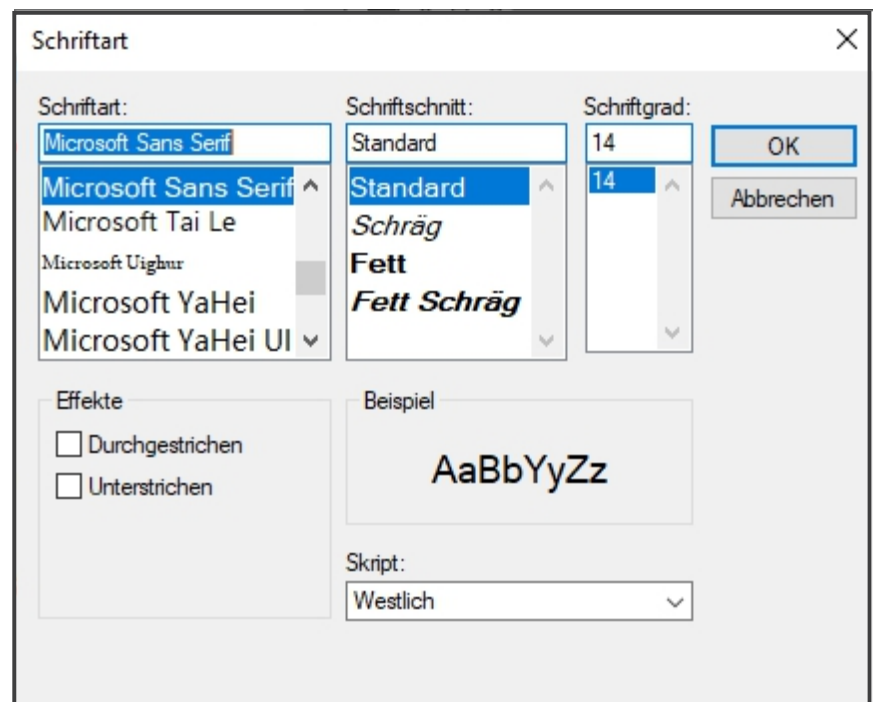 Schriftart
Schriftart:
Schriftschnitt:
Schriftgrad:
Microsoft Sans Serif
Standard
14
OK
Microsoft Sans Serif
Standard
14
Abbrechen
Microsoft Tai Le
Schräg
Microsoft Uighur
Fett
Microsoft YaHei
Fett Schräg
Microsoft YaHei UI
Effekte
Beispiel
Durchgestrichen
AaBbYyZz
Unterstrichen
Skript:
Westlich